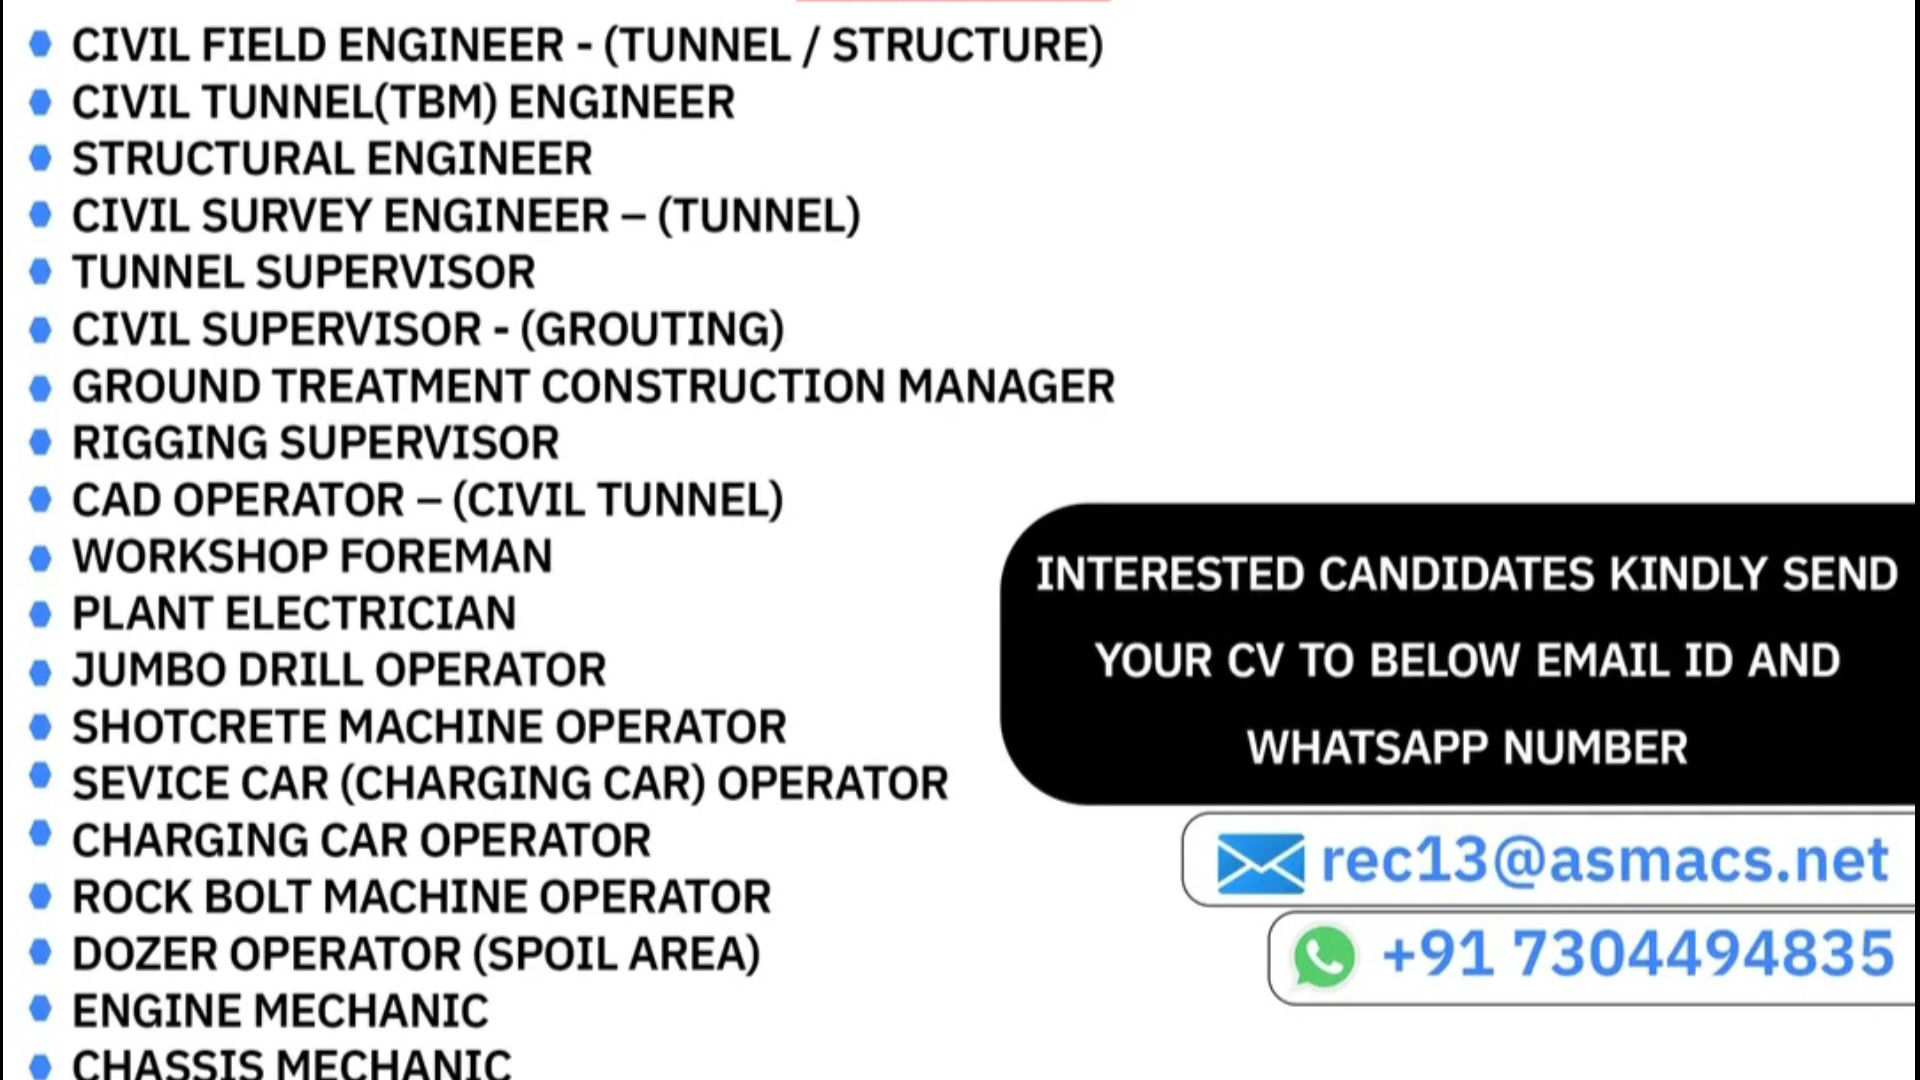 CIVIL FIELD ENGINEER - (TUNNEL / STRUCTURE)
CIVIL TUNNEL(TBM) ENGINEER
STRUCTURAL ENGINEER
CIVIL SURVEY ENGINEER – (TUNNEL)
TUNNEL SUPERVISOR
CIVIL SUPERVISOR - (GROUTING)
GROUND TREATMENT CONSTRUCTION MANAGER
RIGGING SUPERVISOR
CAD OPERATOR – (CIVIL TUNNEL)
WORKSHOP FOREMAN
PLANT ELECTRICIAN
JUMBO DRILL OPERATOR
SHOTCRETE MACHINE OPERATOR
SEVICE CAR (CHARGING CAR) OPERATOR
CHARGING CAR OPERATOR
ROCK BOLT MACHINE OPERATOR
DOZER OPERATOR (SPOIL AREA)
ENGINE MECHANIC
CHASSIS MECHANIC
INTERESTED CANDIDATES KINDLY SEND
YOUR CV TO BELOW EMAIL ID AND
WHATSAPP NUMBER
rec13@asmacs.net
+91 7304494835